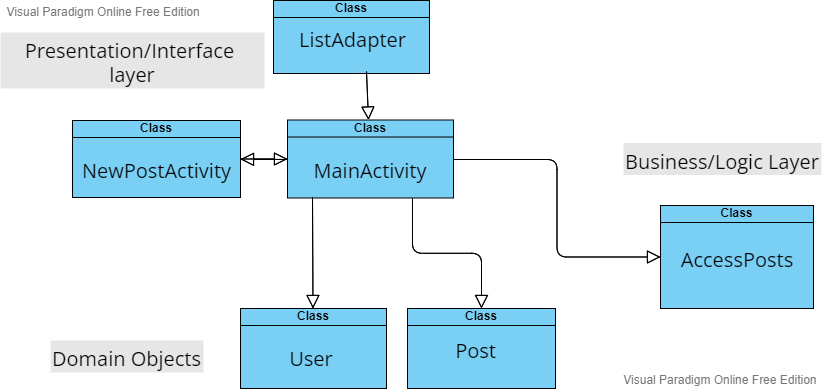 Visual Paradigm Online Free Edition
Class
ListAdapter
Presentation/Interface
layer
Class
NewPostActivity
Class
MainActivity
Business/Logic Layer
Class
AccessPosts
Class
User
Class
Post
Domain Objects
Visual Paradigm Online Free Edition